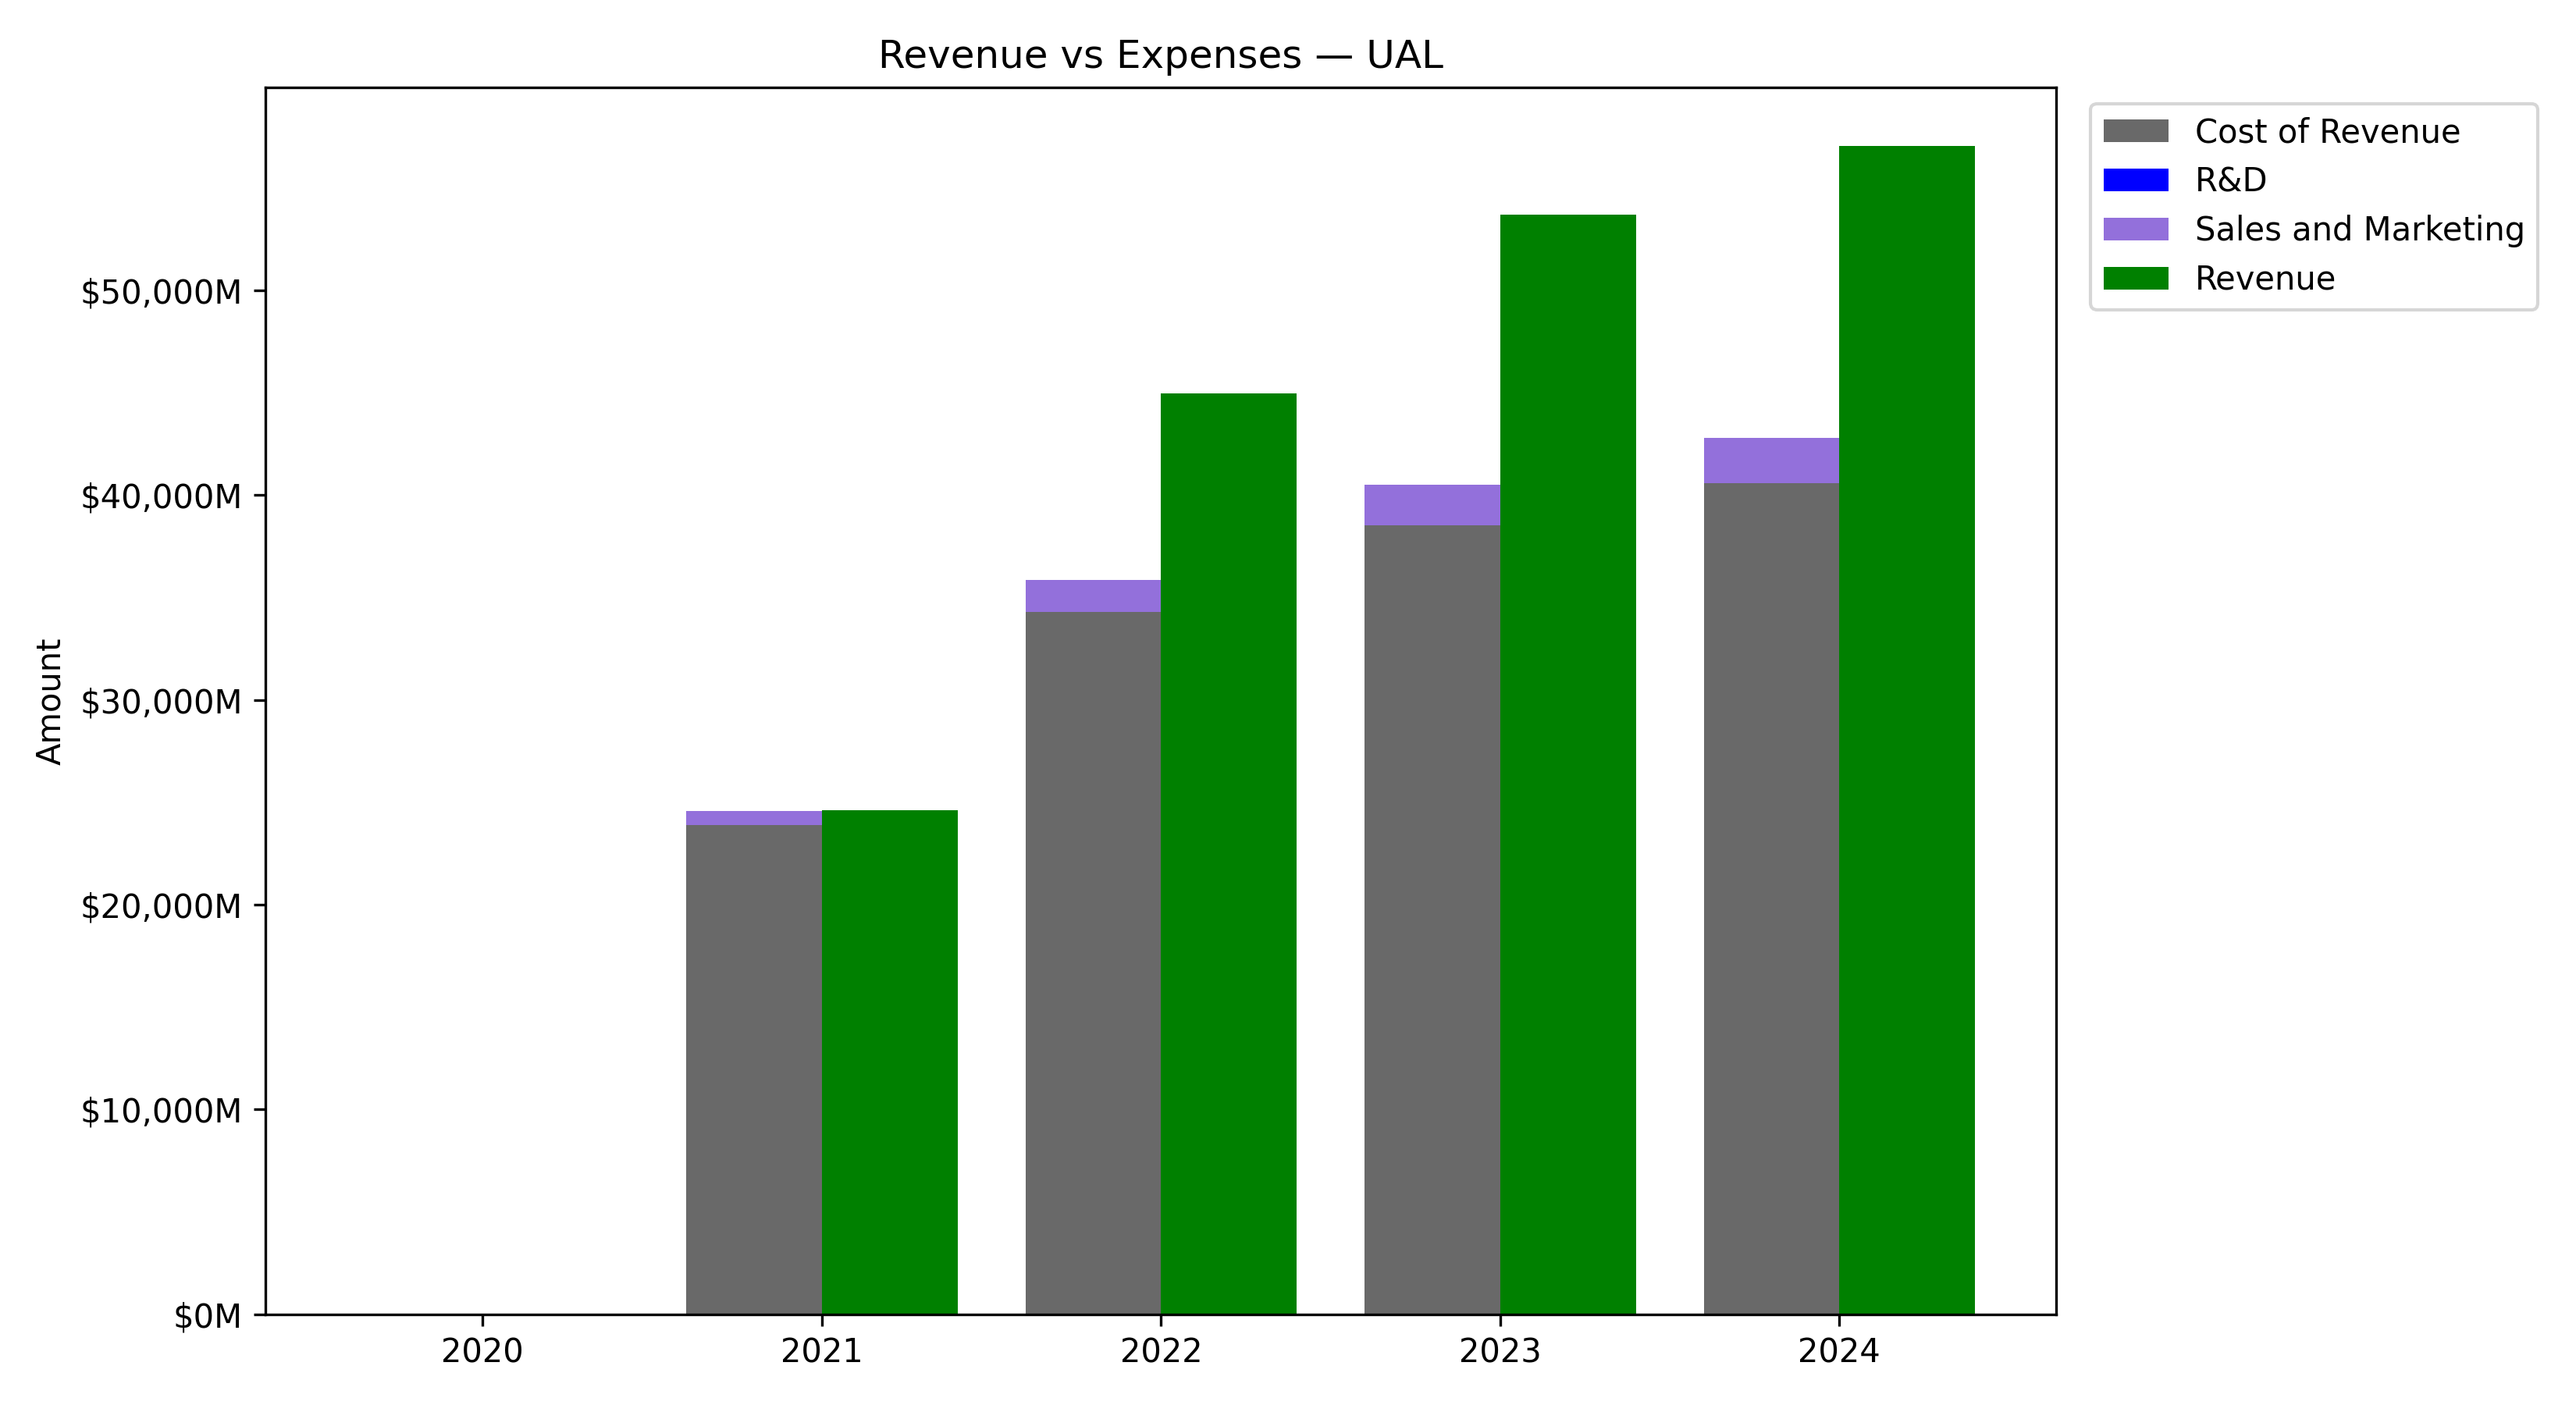 Revenue vs Expenses — UAL
Cost of Revenue
R&D
Sales and Marketing
Revenue
Amount
$50,000M
$40,000M
$30,000M
$20,000M
$10,000M
$0M
2020 2021 2022 2023 2024